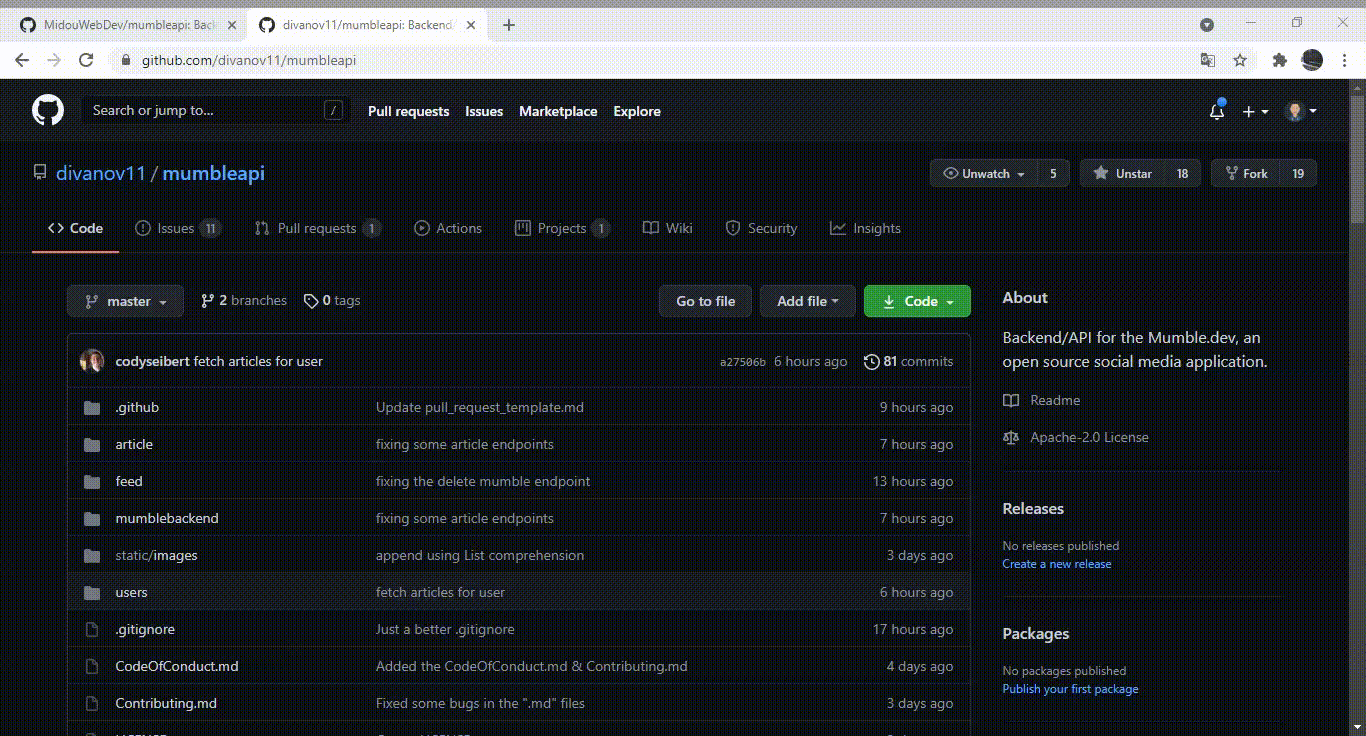 MidouWebDev/mumbleapi: Back
divanov11/mumbleapi: Backend/
github.com/divanov11/mumbleapi
Search or jump to... /
Pull requests Issues Marketplace Explore
divanov11 / mumbleapi
Unwatch 5 Unstar 18 Fork 19
Code Issues 11 Pull requests 1 Actions Projects 1 Wiki Security Insights
master 2 branches 0 tags Go to file Add file Code
codyseibert fetch articles for user a27506b 6 hours ago 81 commits
.github Update pull_request_template.md 9 hours ago
article fixing some article endpoints 7 hours ago
feed fixing the delete mumble endpoint 13 hours ago
mumblebackend fixing some article endpoints 7 hours ago
static/images append using List comprehension 3 days ago
users fetch articles for user 6 hours ago
.gitignore Just a better .gitignore 17 hours ago
CodeOfConduct.md Added the CodeOfConduct.md & Contributing.md 4 days ago
Contributing.md Fixed some bugs in the ".md" files 3 days ago
About
Backend/API for the Mumble.dev, an
open source social media application.
Readme
Apache-2.0 License
Releases
No releases published
Create a new release
Packages
No packages published
Publish your first package